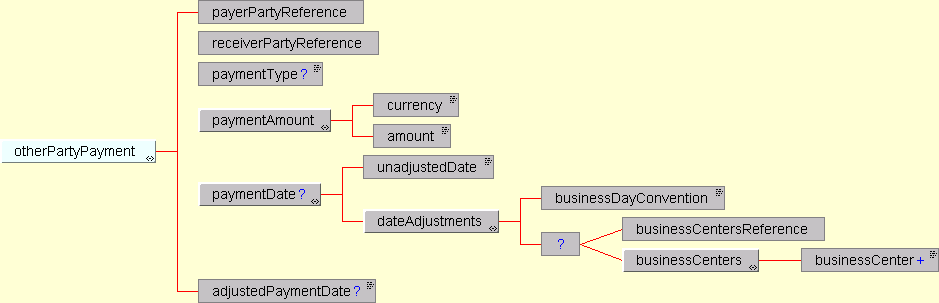 payerPartyReference
receiverPartyReference
paymentType?
currency
paymentAmount
amount
otherPartyPayment
unadjustedDate
paymentDate?
businessDayConvention
dateAdjustments
businessCentersReference
?
businessCenters
businessCenter+
adjustedPaymentDate?